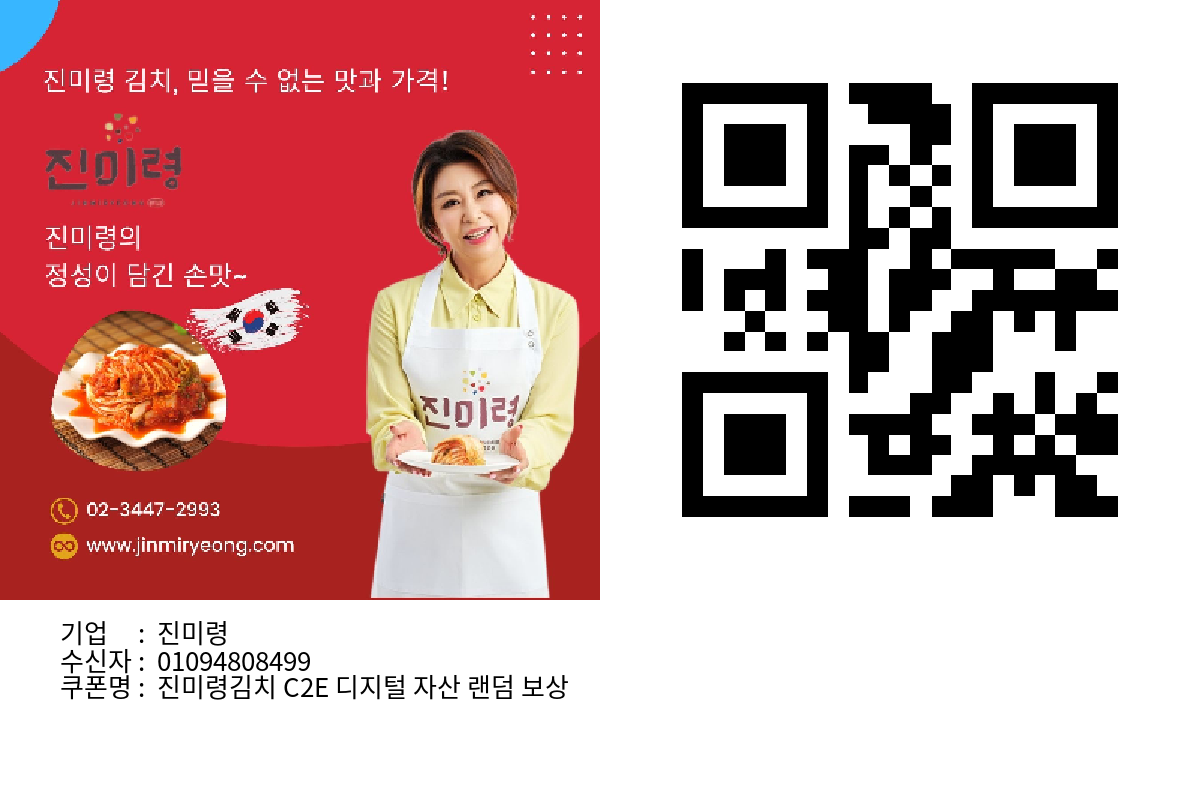 진미령 김치, 믿을 수 없는 맛과 가격!
진미령
진미령의
정성이 담긴 손맛~
진미령
02-3447-2993
www.jinmiryeong.com
기업 : 진미령
수신자 : 01094808499
쿠폰명 : 진미령김치 C2E 디지털 자산 랜덤 보상